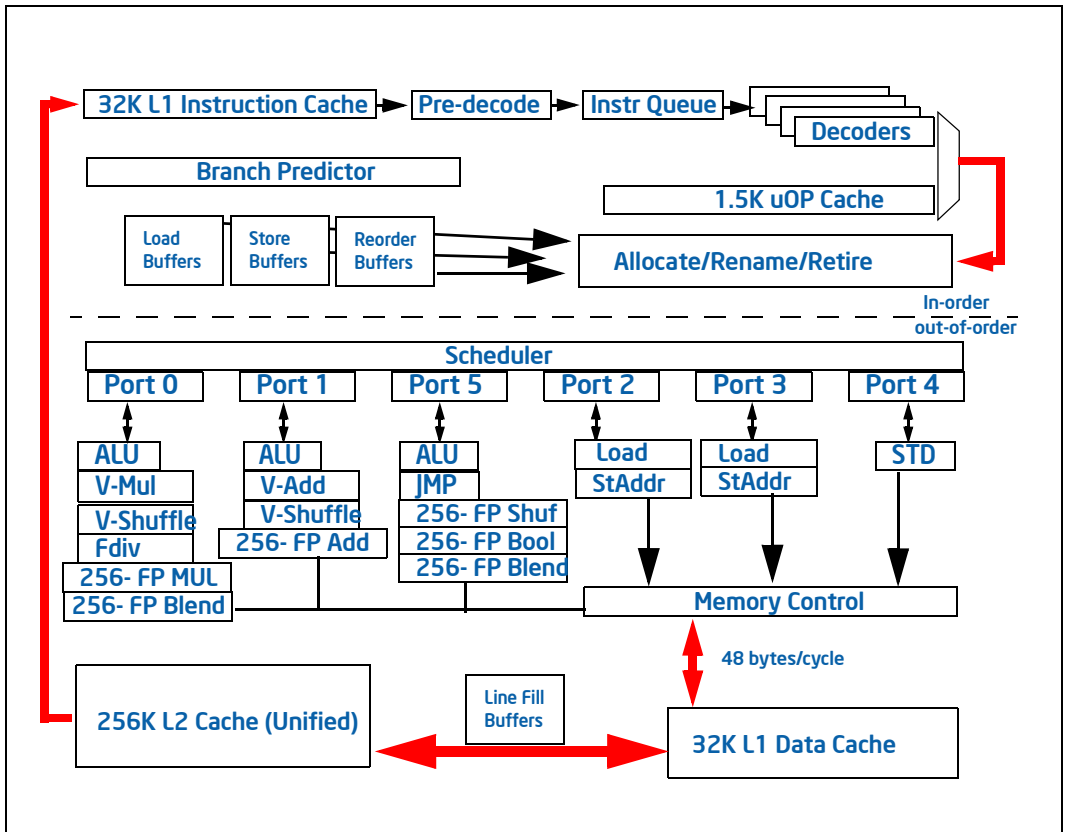 32K L1 Instruction Cache
Pre-decode
Instr Queue
Decoders
Branch Predictor
1.5K uOP Cache
Load
Buffers
Store
Buffers
Reorder
Buffers
Allocate/Rename/Retire
In-order
out-of-order
Scheduler
Port 0
Port 1
Port 5
Port 2
Port 3
Port 4
ALU
V-Mul
V-Shuffle
Fdiv
256- FP MUL
256- FP Blend
ALU
V-Add
V-Shuffle
256- FP Add
ALU
JMP
256- FP Shuf
256- FP Bool
256- FP Blend
Load
StAddr
Load
StAddr
STD
Memory Control
48 bytes/cycle
256K L2 Cache (Unified)
Line Fill
Buffers
32K L1 Data Cache